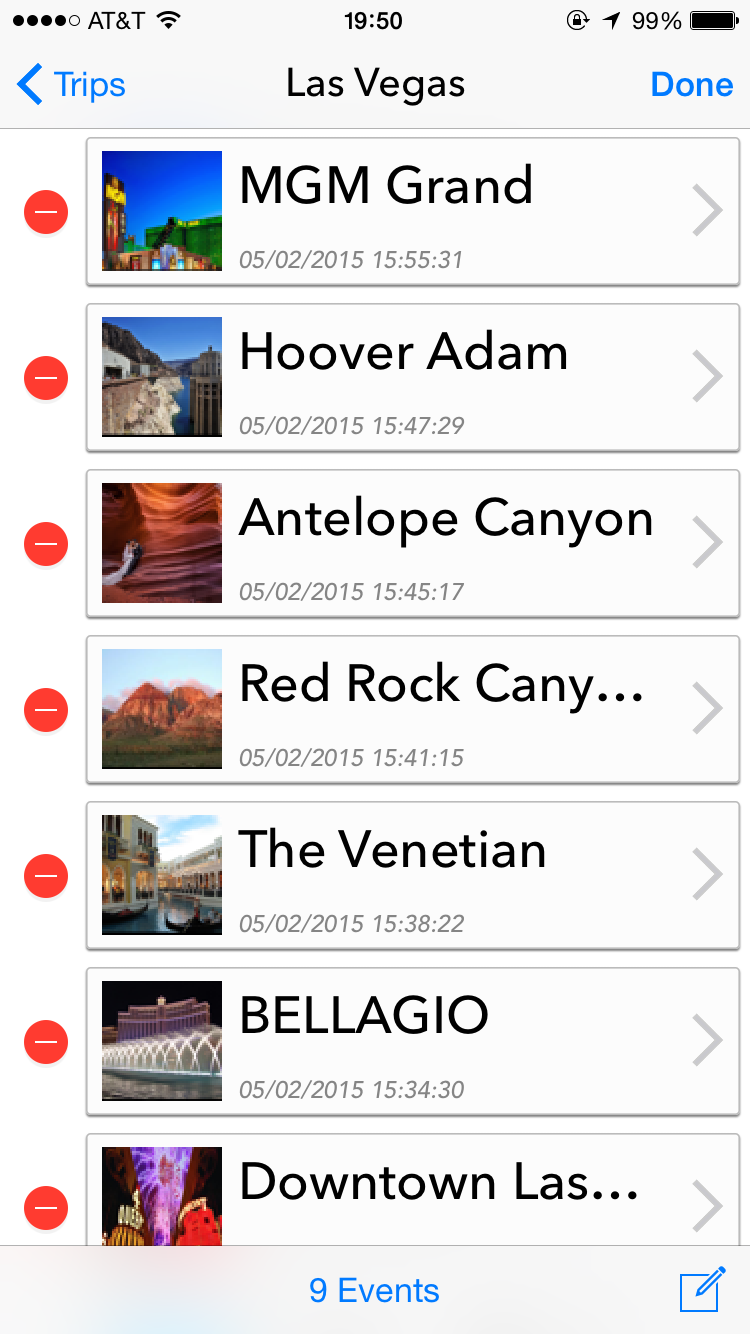 AT&T 19:50 99%
Trips Las Vegas Done
MGM Grand
05/02/2015 15:55:31
Hoover Adam
05/02/2015 15:47:29
Antelope Canyon
05/02/2015 15:45:17
Red Rock Cany...
05/02/2015 15:41:15
The Venetian
05/02/2015 15:38:22
BELLAGIO
05/02/2015 15:34:30
Downtown Las...
9 Events